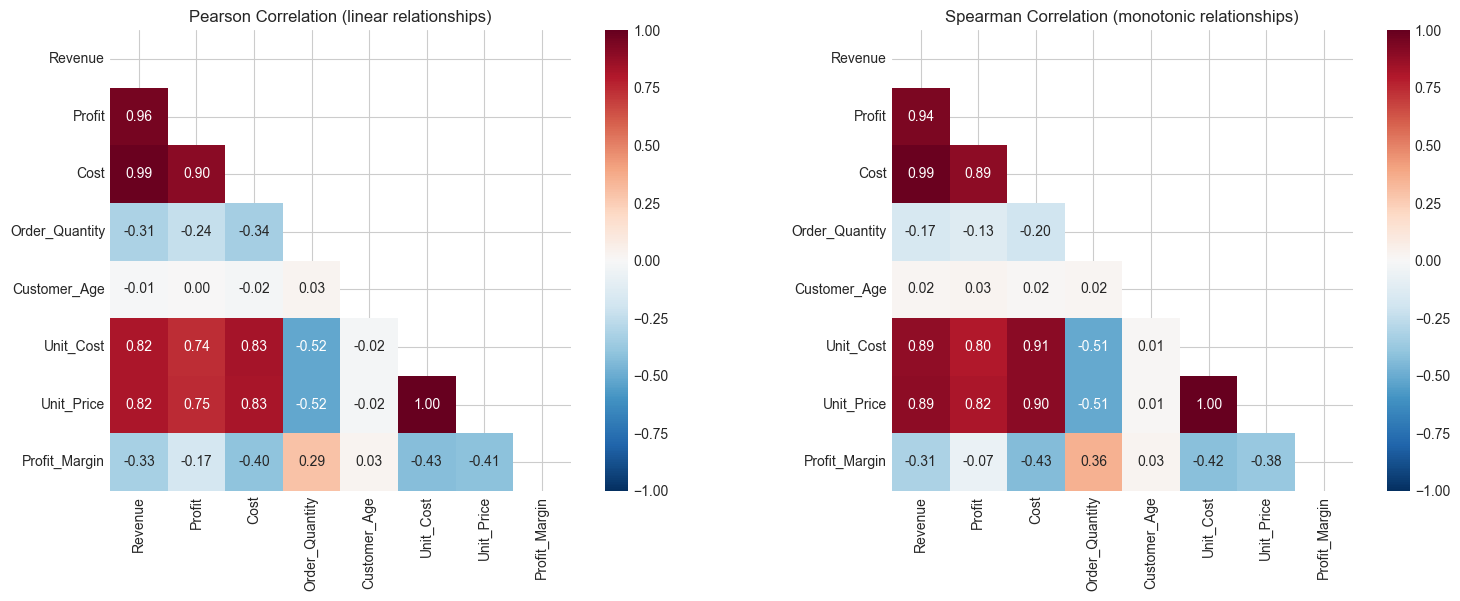 Pearson Correlation (linear relationships)
Revenue
Profit 0.96
Cost 0.99 0.90
Order_Quantity -0.31 -0.24 -0.34
Customer_Age -0.01 0.00 -0.02 0.03
Unit_Cost 0.82 0.74 0.83 -0.52 -0.02
Unit_Price 0.82 0.75 0.83 -0.52 -0.02 1.00
Profit_Margin -0.33 -0.17 -0.40 0.29 0.03 -0.43 -0.41
Revenue Profit Cost Order_Quantity Customer_Age Unit_Cost Unit_Price Profit_Margin
1.00
0.75
0.50
0.25
0.00
−0.25
−0.50
−0.75
−1.00
Spearman Correlation (monotonic relationships)
Revenue
Profit 0.94
Cost 0.99 0.89
Order_Quantity -0.17 -0.13 -0.20
Customer_Age 0.02 0.03 0.02 0.02
Unit_Cost 0.89 0.80 0.91 -0.51 0.01
Unit_Price 0.89 0.82 0.90 -0.51 0.01 1.00
Profit_Margin -0.31 -0.07 -0.43 0.36 0.03 -0.42 -0.38
Revenue Profit Cost Order_Quantity Customer_Age Unit_Cost Unit_Price Profit_Margin
1.00
0.75
0.50
0.25
0.00
−0.25
−0.50
−0.75
−1.00